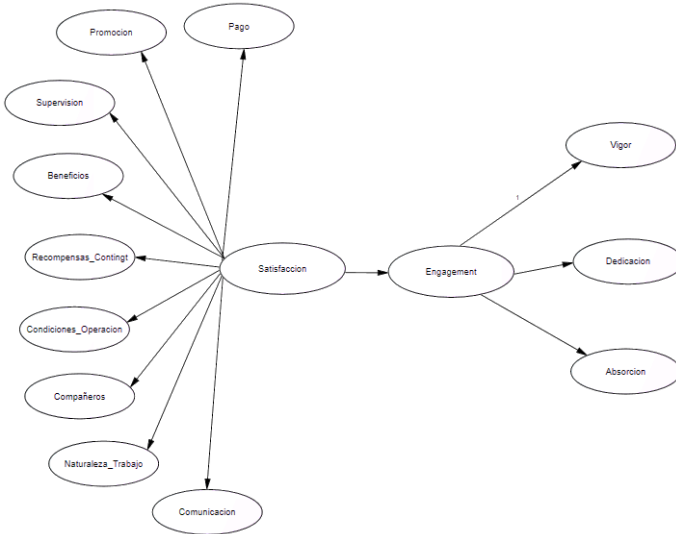 Pago
Promocion
Supervision
Beneficios
Recompensas_Contingt
Condiciones_Operacion
Compañeros
Naturaleza_Trabajo
Comunicacion
Satisfaccion
Engagement
1
Vigor
Dedicacion
Absorcion